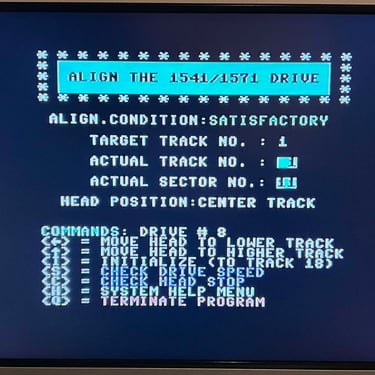 ALIGN THE 1541/1571 DRIVE
ALIGN.CONDITION:SATISFACTORY
TARGET TRACK NO. : 1
ACTUAL TRACK NO. : 1
ACTUAL SECTOR NO.:
HEAD POSITION:CENTER TRACK
COMMANDS: DRIVE # 8
<←> = MOVE HEAD TO LOWER TRACK
<↑> = MOVE HEAD TO HIGHER TRACK
<I> = INITIALIZE (TO TRACK 18)
<S> = CHECK DRIVE SPEED
= CHECK HEAD STOP
= SYSTEM HELP MENU
<Q> = TERMINATE PROGRAM